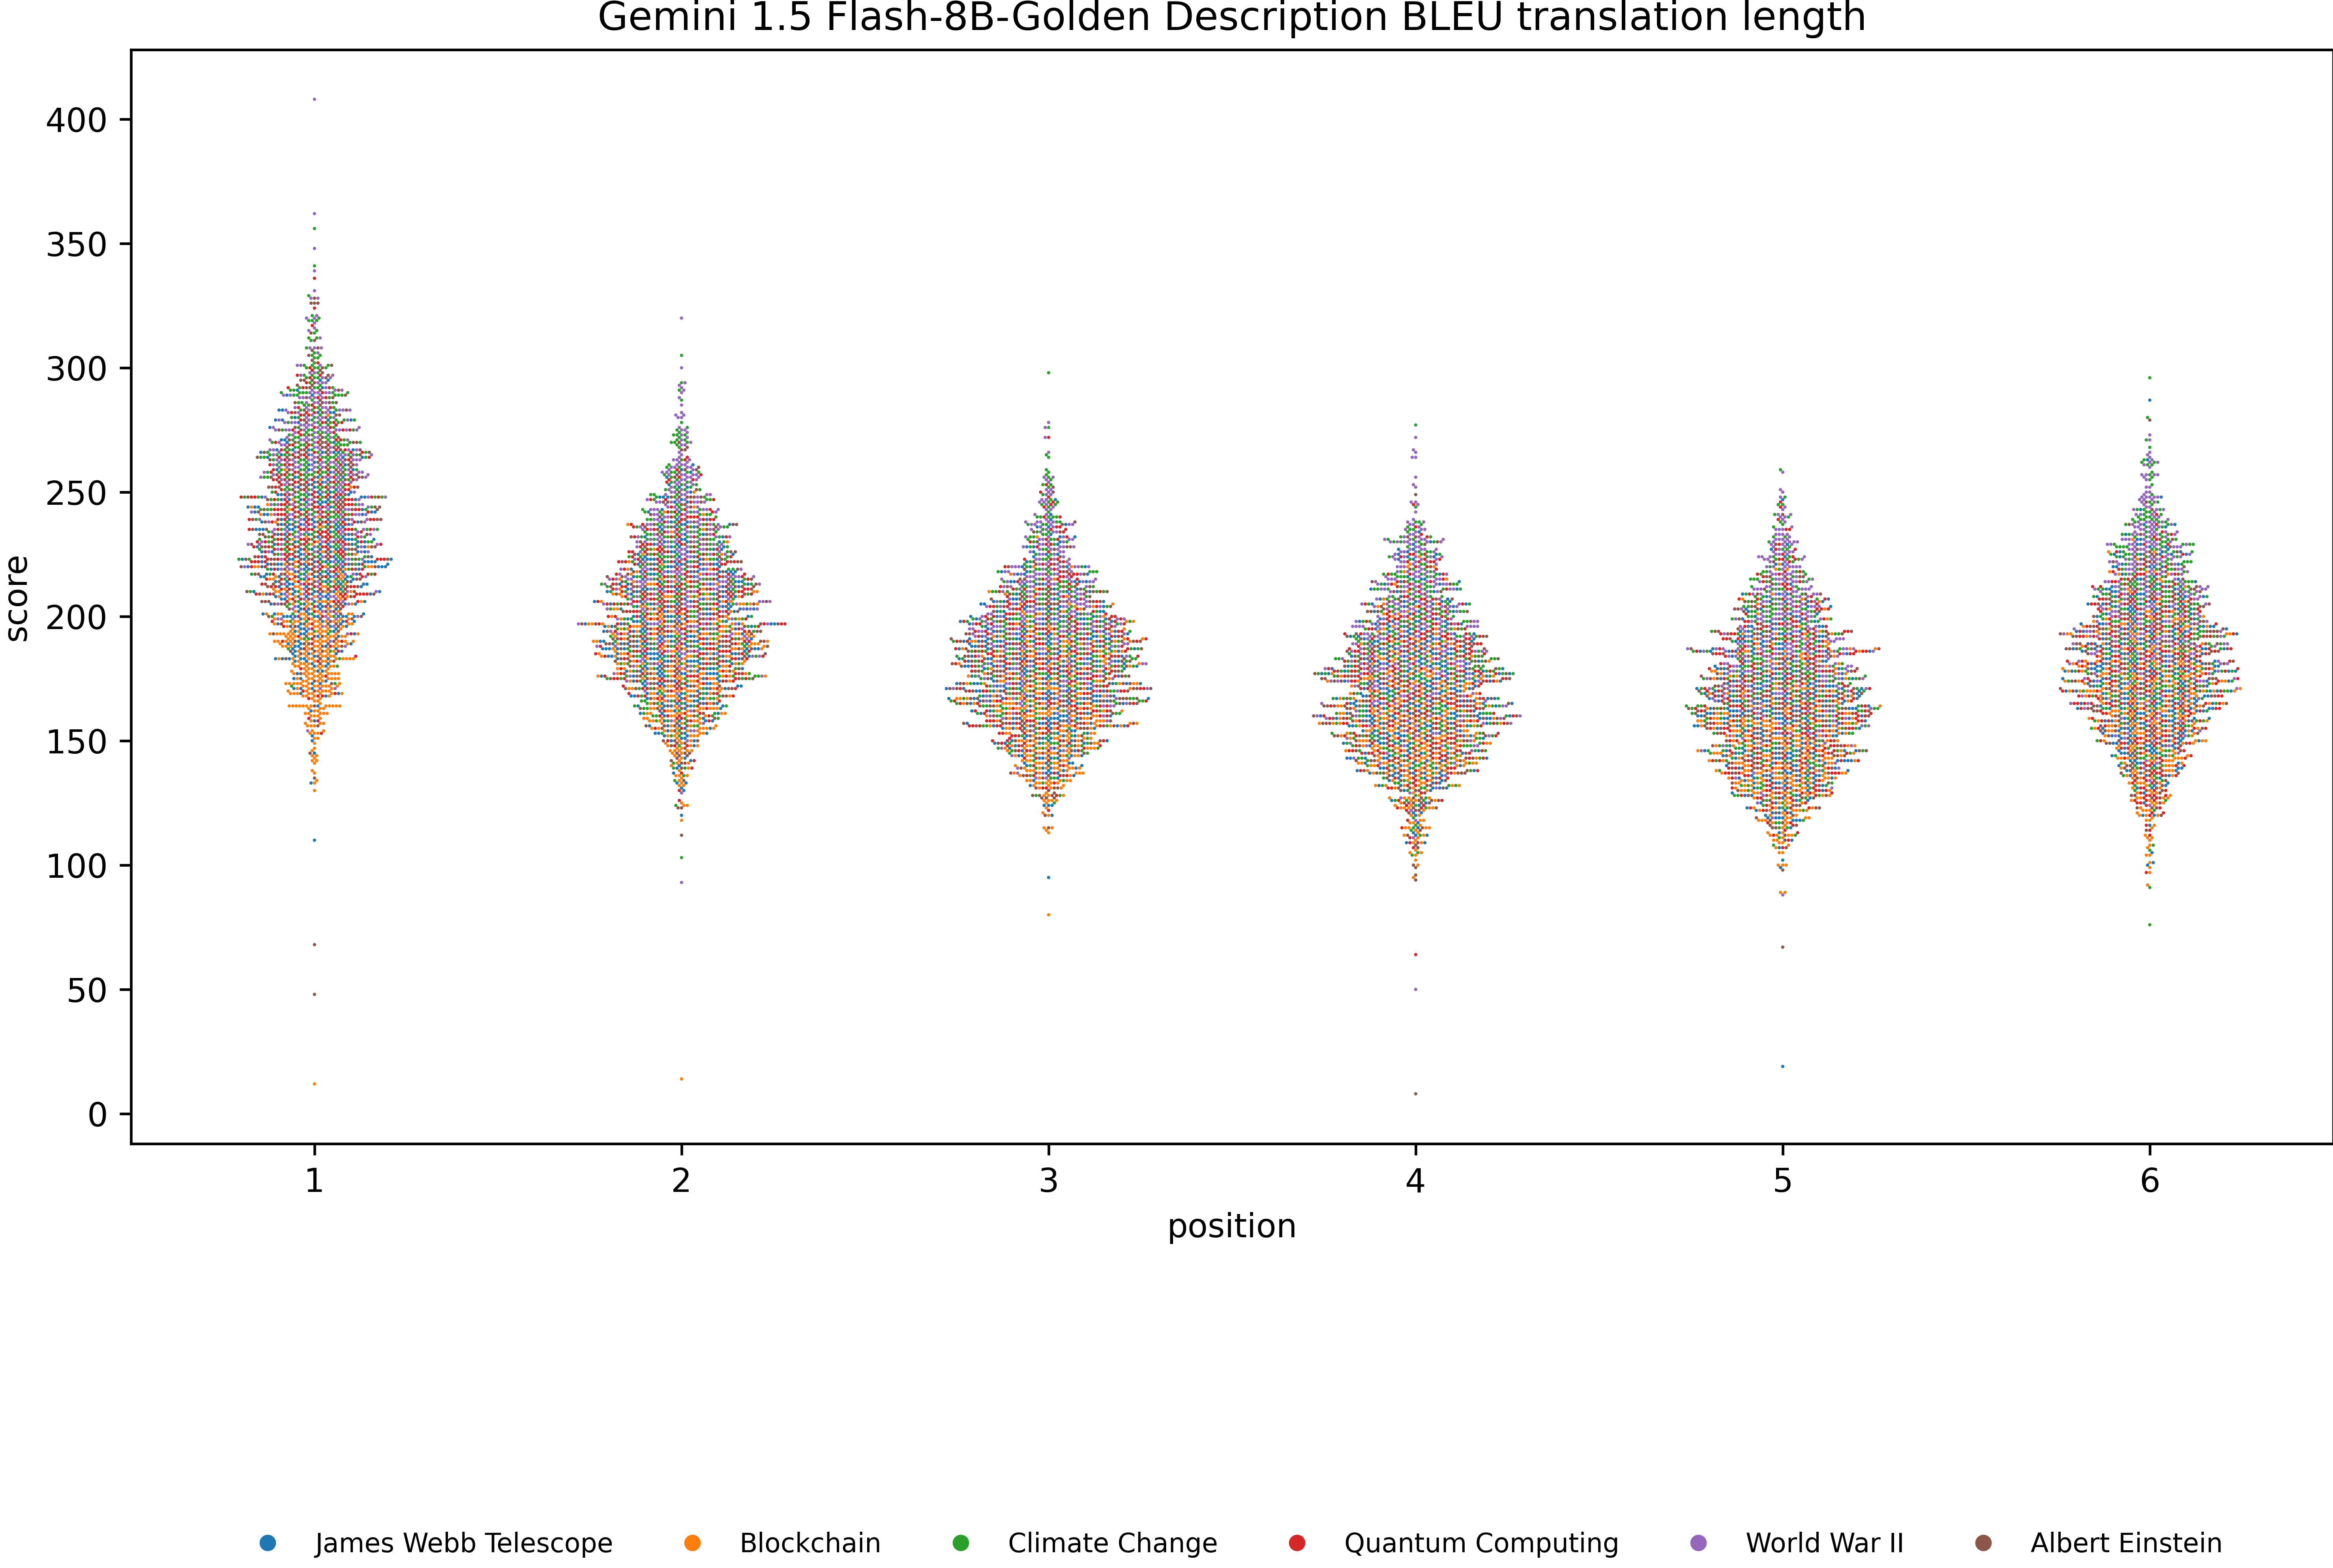 Gemini 1.5 Flash-8B-Golden Description BLEU translation length
400
350
300
250
200
150
100
50
0
score
1 2 3 4 5 6
position
James Webb Telescope Blockchain Climate Change Quantum Computing World War II Albert Einstein